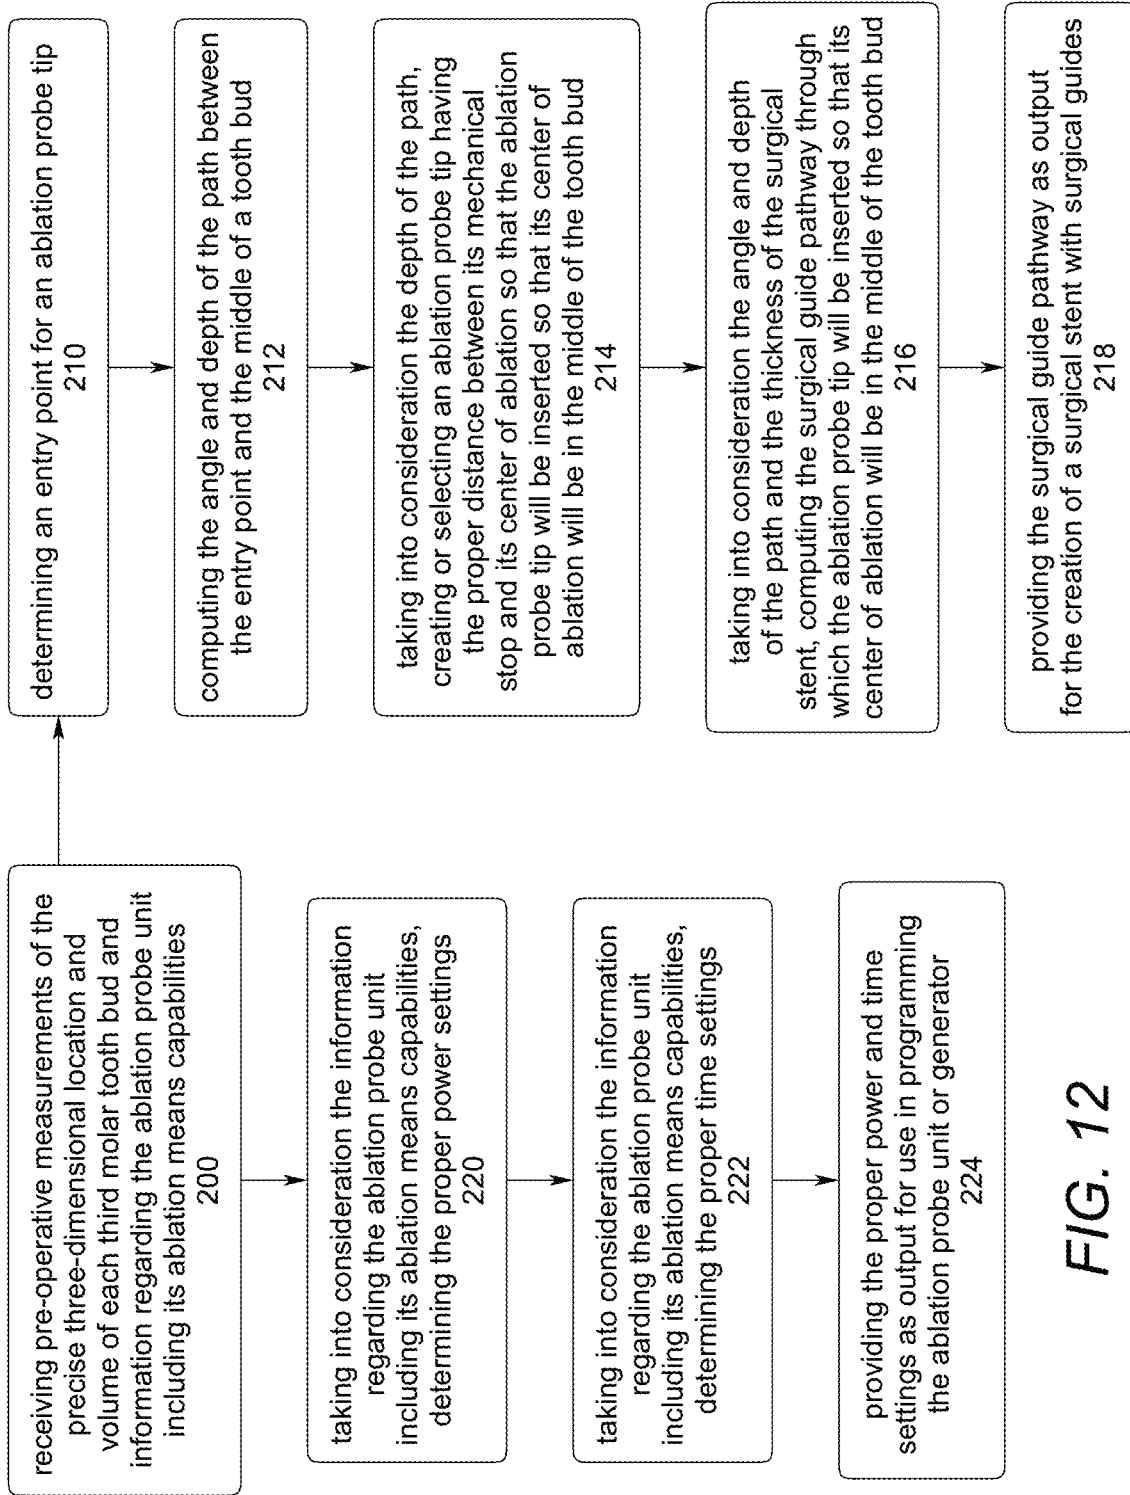 receiving pre-operative measurements of the
precise three-dimensional location and
volume of each third molar tooth bud and
information regarding the ablation probe unit
including its ablation means capabilities
200
taking into consideration the information
regarding the ablation probe unit
including its ablation means capabilities,
determining the proper power settings
220
taking into consideration the information
regarding the ablation probe unit
including its ablation means capabilities,
determining the proper time settings
222
providing the proper power and time
settings as output for use in programming
the ablation probe unit or generator
224
determining an entry point for an ablation probe tip
210
computing the angle and depth of the path between
the entry point and the middle of a tooth bud
212
taking into consideration the depth of the path,
creating or selecting an ablation probe tip having
the proper distance between its mechanical
stop and its center of ablation so that the ablation
probe tip will be inserted so that its center of
ablation will be in the middle of the tooth bud
214
taking into consideration the angle and depth
of the path and the thickness of the surgical
stent, computing the surgical guide pathway through
which the ablation probe tip will be inserted so that its
center of ablation will be in the middle of the tooth bud
216
providing the surgical guide pathway as output
for the creation of a surgical stent with surgical guides
218
FIG. 12